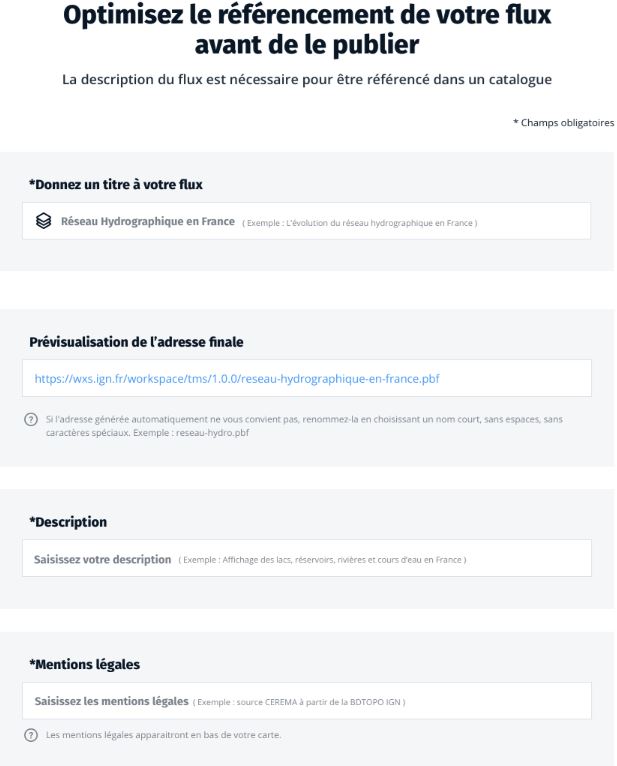 Optimisez le référencement de votre flux
avant de le publier
La description du flux est nécessaire pour être référencé dans un catalogue
* Champs obligatoires
*Donnez un titre à votre flux
Réseau Hydrographique en France ( Exemple : L'évolution du réseau hydrographique en France )
Prévisualisation de l'adresse finale
https://wxs.ign.fr/workspace/tms/1.0.0/reseau-hydrographique-en-france.pbf
? Si l'adresse générée automatiquement ne vous convient pas, renommez-la en choisissant un nom court, sans espaces, sans
caractères spéciaux. Exemple : reseau-hydro.pbf
*Description
Saisissez votre description ( Exemple : Affichage des lacs, réservoirs, rivières et cours d'eau en France )
*Mentions légales
Saisissez les mentions légales ( Exemple : source CEREMA à partir de la BDTOPO IGN )
? Les mentions légales apparaitront en bas de votre carte.